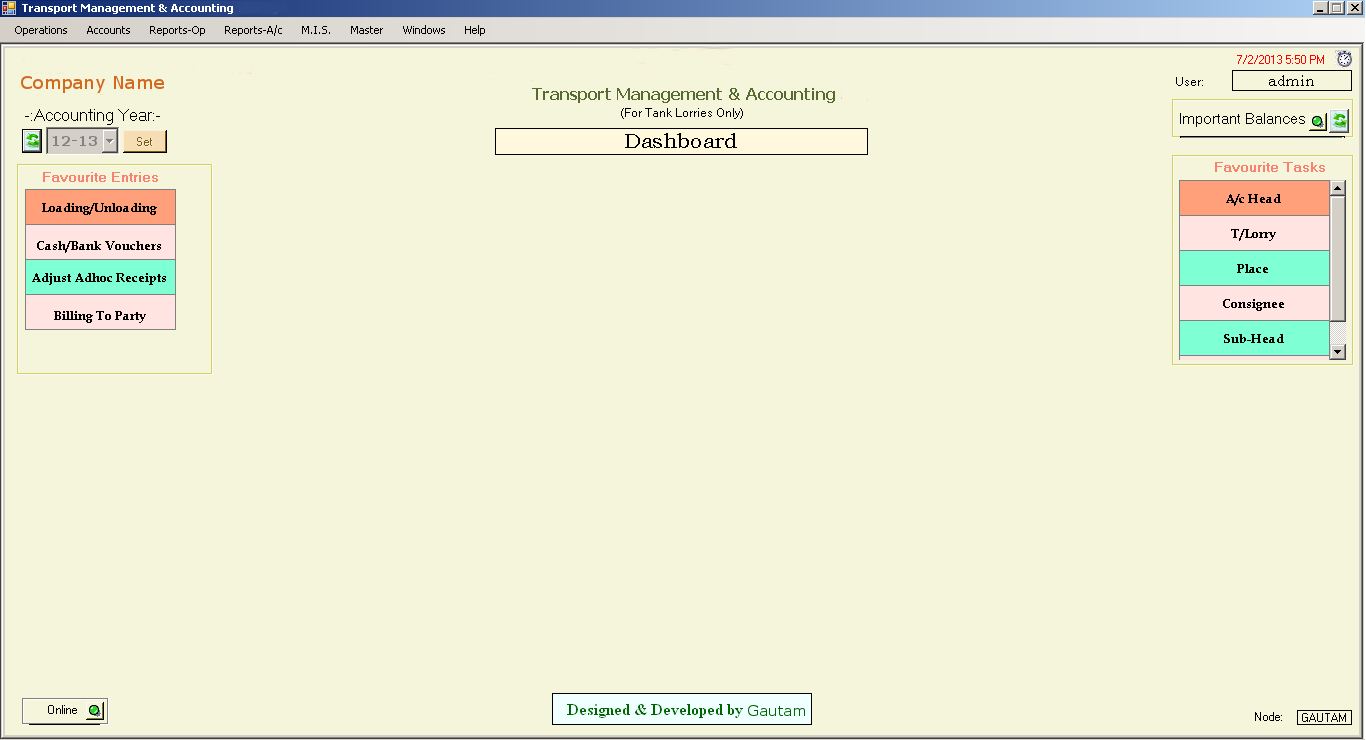 Transport Management & Accounting
Operations Accounts Reports-Op Reports-A/c M.I.S. Master Windows Help
7/2/2013 5:50 PM
Company Name
User: admin
Transport Management & Accounting
(For Tank Lorries Only)
-:Accounting Year:-
Important Balances
12-13 Set
Dashboard
Favourite Entries
Loading/Unloading
Cash/Bank Vouchers
Adjust Adhoc Receipts
Billing To Party
Favourite Tasks
A/c Head
T/Lorry
Place
Consignee
Sub-Head
Online
Designed & Developed by Gautam
Node: GAUTAM